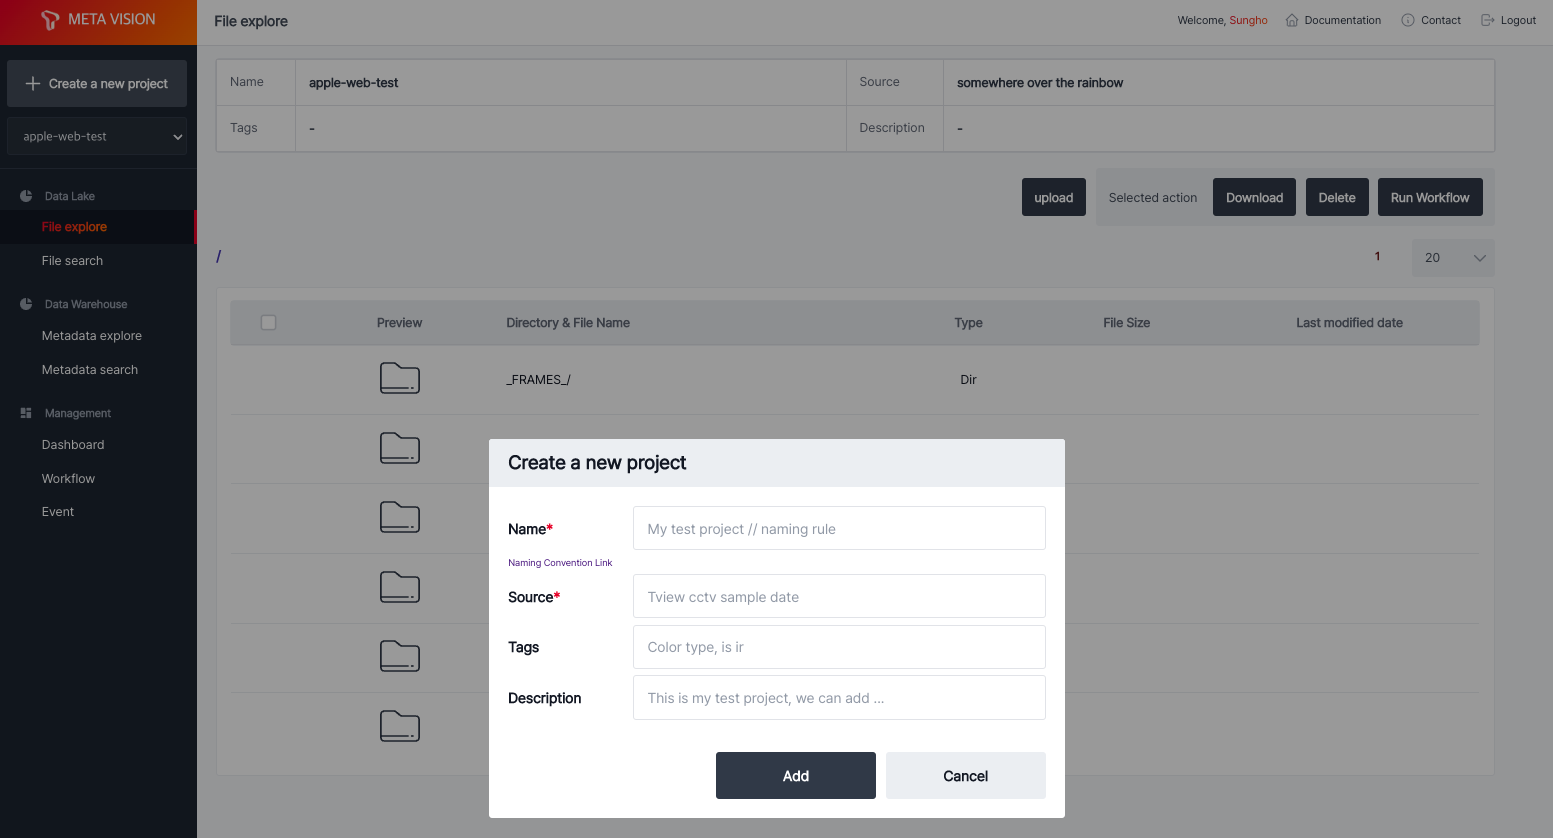 META VISION
File explore
Welcome, Sungho Documentation Contact Logout
Create a new project
apple-web-test
Data Lake
File explore
File search
Data Warehouse
Metadata explore
Metadata search
Management
Dashboard
Workflow
Event
Name apple-web-test Source somewhere over the rainbow
Tags - Description -
upload Selected action Download Delete Run Workflow
/ 1 20
Preview Directory & File Name Type File Size Last modified date
_FRAMES_/ Dir
Create a new project
Name* My test project // naming rule
Naming Convention Link
Source* Tview cctv sample date
Tags Color type, is ir
Description This is my test project, we can add ...
Add Cancel